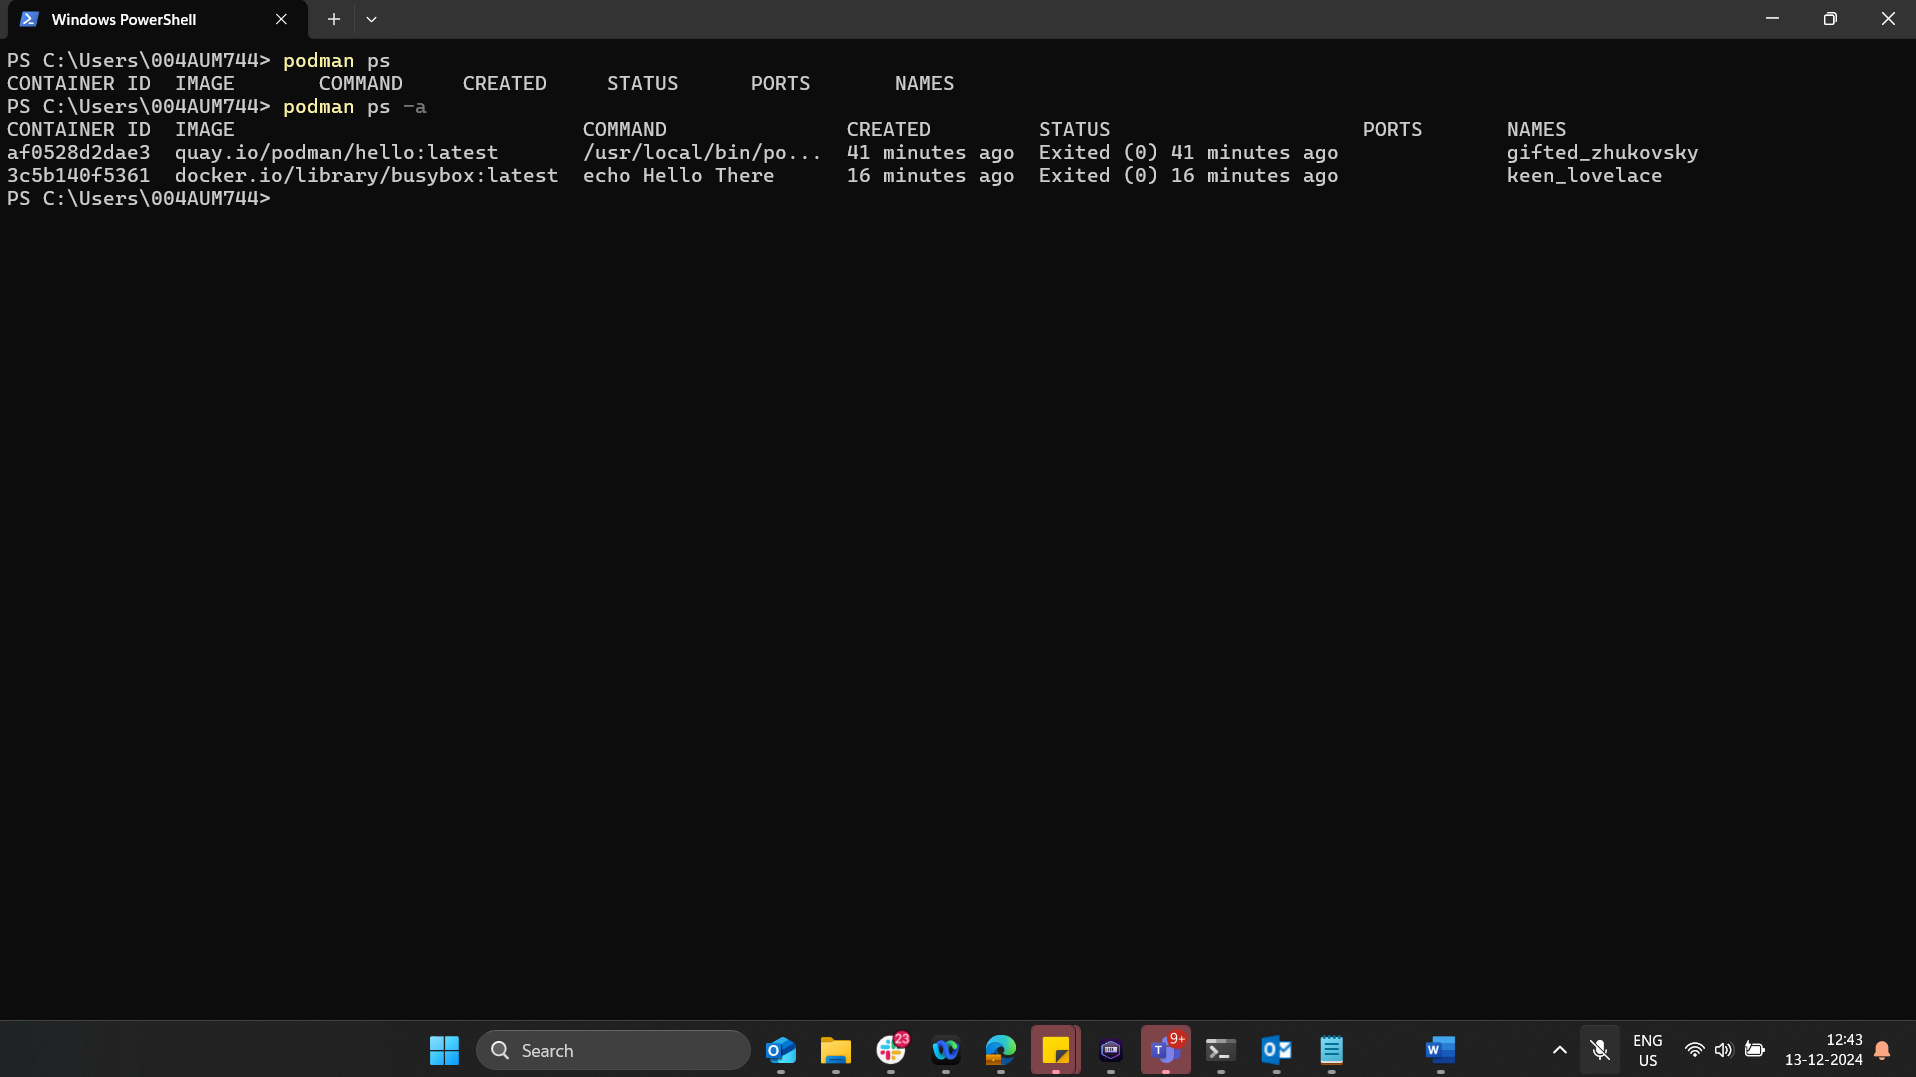 Windows PowerShell
PS C:\Users\004AUM744> podman ps
CONTAINER ID  IMAGE       COMMAND     CREATED     STATUS      PORTS       NAMES
PS C:\Users\004AUM744> podman ps -a
CONTAINER ID  IMAGE                             COMMAND               CREATED         STATUS                     PORTS       NAMES
af0528d2dae3  quay.io/podman/hello:latest       /usr/local/bin/po...  41 minutes ago  Exited (0) 41 minutes ago              gifted_zhukovsky
3c5b140f5361  docker.io/library/busybox:latest  echo Hello There      16 minutes ago  Exited (0) 16 minutes ago              keen_lovelace
PS C:\Users\004AUM744>
Search
23
9+
ENG
US
12:43
13-12-2024